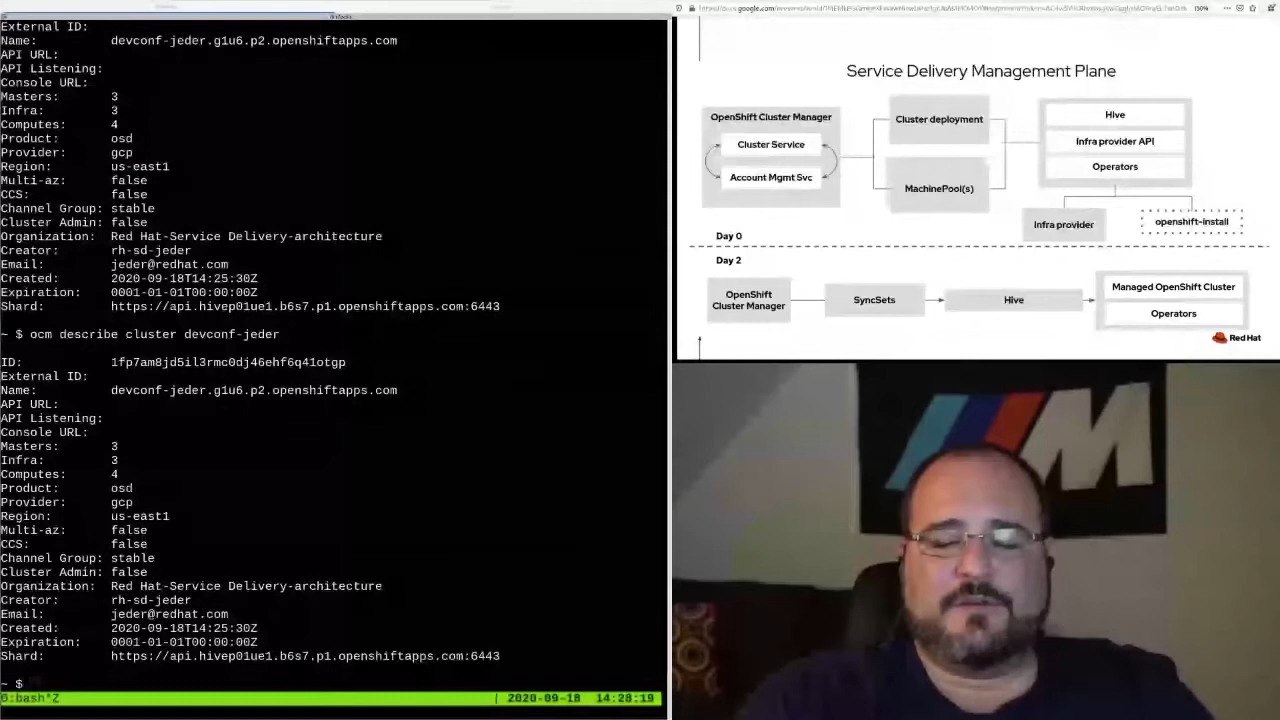 External ID:
Name: devconf-jeder.g1u6.p2.openshiftapps.com
API URL:
API Listening:
Console URL:
Masters: 3
Infra: 3
Computes: 4
Product: osd
Provider: gcp
Region: us-east1
Multi-az: false
CCS: false
Channel Group: stable
Cluster Admin: false
Organization: Red Hat-Service Delivery-architecture
Creator: rh-sd-jeder
Email: jeder@redhat.com
Created: 2020-09-18T14:25:30Z
Expiration: 0001-01-01T00:00:00Z
Shard: https://api.hivep01ue1.b6s7.p1.openshiftapps.com:6443
~ $ ocm describe cluster devconf-jeder
ID: 1fp7am8jd5il3rmc0dj46ehf6q41otgp
External ID:
Name: devconf-jeder.g1u6.p2.openshiftapps.com
API URL:
API Listening:
Console URL:
Masters: 3
Infra: 3
Computes: 4
Product: osd
Provider: gcp
Region: us-east1
Multi-az: false
CCS: false
Channel Group: stable
Cluster Admin: false
Organization: Red Hat-Service Delivery-architecture
Creator: rh-sd-jeder
Email: jeder@redhat.com
Created: 2020-09-18T14:25:30Z
Expiration: 0001-01-01T00:00:00Z
Shard: https://api.hivep01ue1.b6s7.p1.openshiftapps.com:6443
~ $
6:bash*Z | 2020-09-18 14:28:19
150%
Service Delivery Management Plane
OpenShift Cluster Manager
Cluster Service
Account Mgmt Svc
Cluster deployment
MachinePool(s)
Hive
Infra provider API
Operators
Infra provider
openshift-install
Day 0
Day 2
OpenShift
Cluster Manager
SyncSets
Hive
Managed OpenShift Cluster
Operators
Red Hat
M